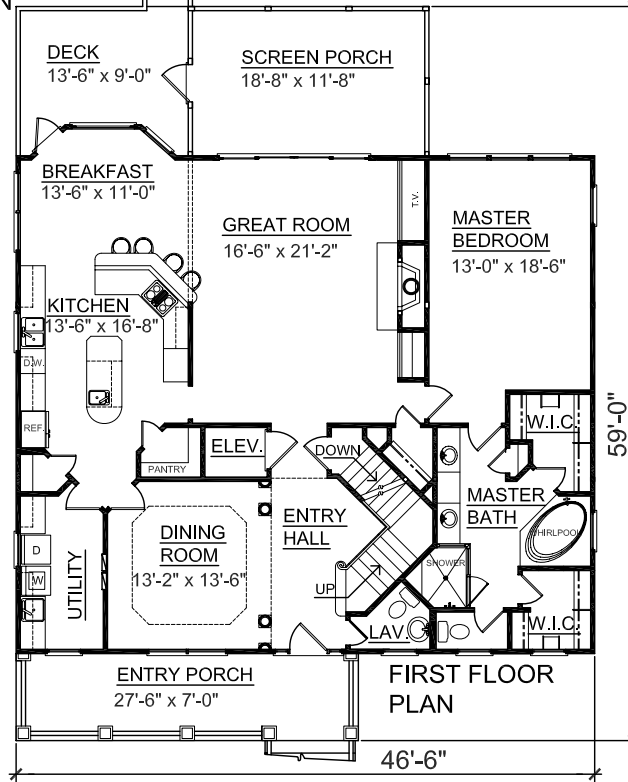 N
DECK
13'-6" x 9'-0"
SCREEN PORCH
18'-8" x 11'-8"
BREAKFAST
13'-6" x 11'-0"
GREAT ROOM
16'-6" x 21'-2"
T.V.
MASTER
BEDROOM
13'-0" x 18'-6"
KITCHEN
13'-6" x 16'-8"
D.W.
REF.
PANTRY
ELEV.
DOWN
W.I.C.
59'-0"
MASTER
BATH
WHIRLPOOL
ENTRY
HALL
DINING
ROOM
13'-2" x 13'-6"
D
W
UTILITY
UP
SHOWER
LAV.
W.I.C.
ENTRY PORCH
27'-6" x 7'-0"
FIRST FLOOR
PLAN
46'-6"